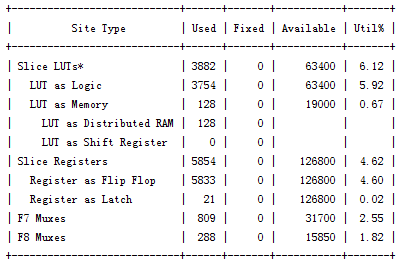 +----------------------------+------+-------+-----------+-------+
|          Site Type         | Used | Fixed | Available | Util% |
+----------------------------+------+-------+-----------+-------+
| Slice LUTs*                | 3882 |     0 |     63400 |  6.12 |
|   LUT as Logic             | 3754 |     0 |     63400 |  5.92 |
|   LUT as Memory            |  128 |     0 |     19000 |  0.67 |
|     LUT as Distributed RAM |  128 |     0 |           |       |
|     LUT as Shift Register  |    0 |     0 |           |       |
| Slice Registers            | 5854 |     0 |    126800 |  4.62 |
|   Register as Flip Flop    | 5833 |     0 |    126800 |  4.60 |
|   Register as Latch        |   21 |     0 |    126800 |  0.02 |
| F7 Muxes                   |  809 |     0 |     31700 |  2.55 |
| F8 Muxes                   |  288 |     0 |     15850 |  1.82 |
+----------------------------+------+-------+-----------+-------+